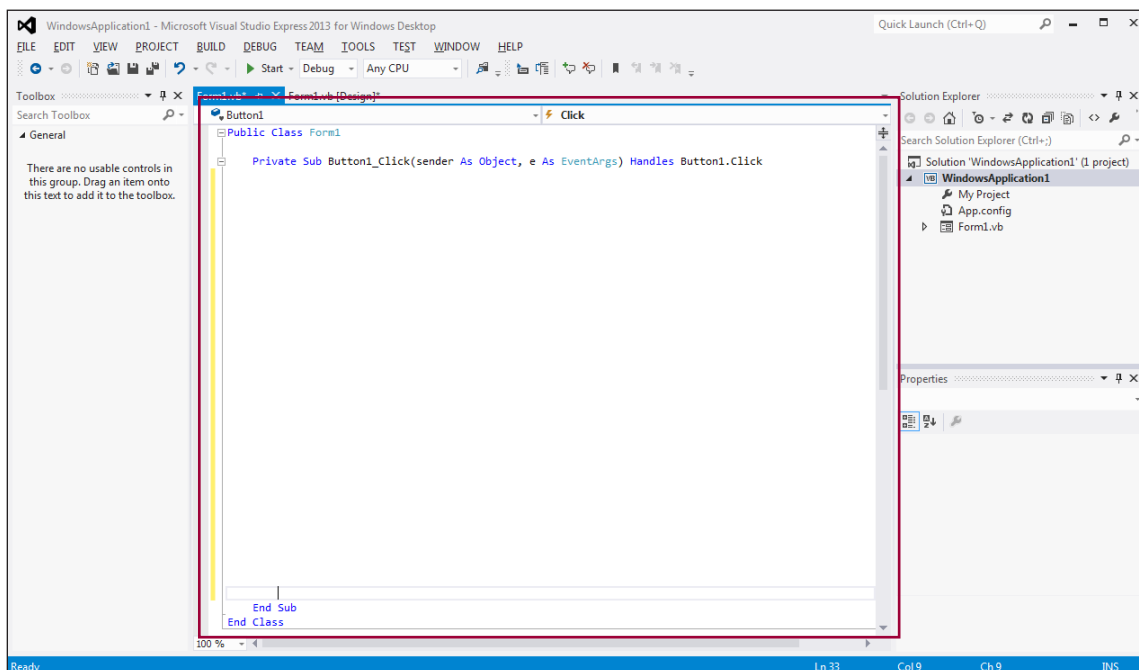 WindowsApplication1 - Microsoft Visual Studio Express 2013 for Windows Desktop
Quick Launch (Ctrl+Q)
FILE EDIT VIEW PROJECT BUILD DEBUG TEAM TOOLS TEST WINDOW HELP
Start Debug Any CPU
Toolbox
Search Toolbox
General
There are no usable controls in
this group. Drag an item onto
this text to add it to the toolbox.
Form1.vb* Form1.vb [Design]*
Button1 Click
Public Class Form1
Private Sub Button1_Click(sender As Object, e As EventArgs) Handles Button1.Click
End Sub
End Class
100 %
Solution Explorer
Search Solution Explorer (Ctrl+;)
Solution 'WindowsApplication1' (1 project)
VB WindowsApplication1
My Project
App.config
Form1.vb
Properties
Ready Ln 33 Col 9 Ch 9 INS